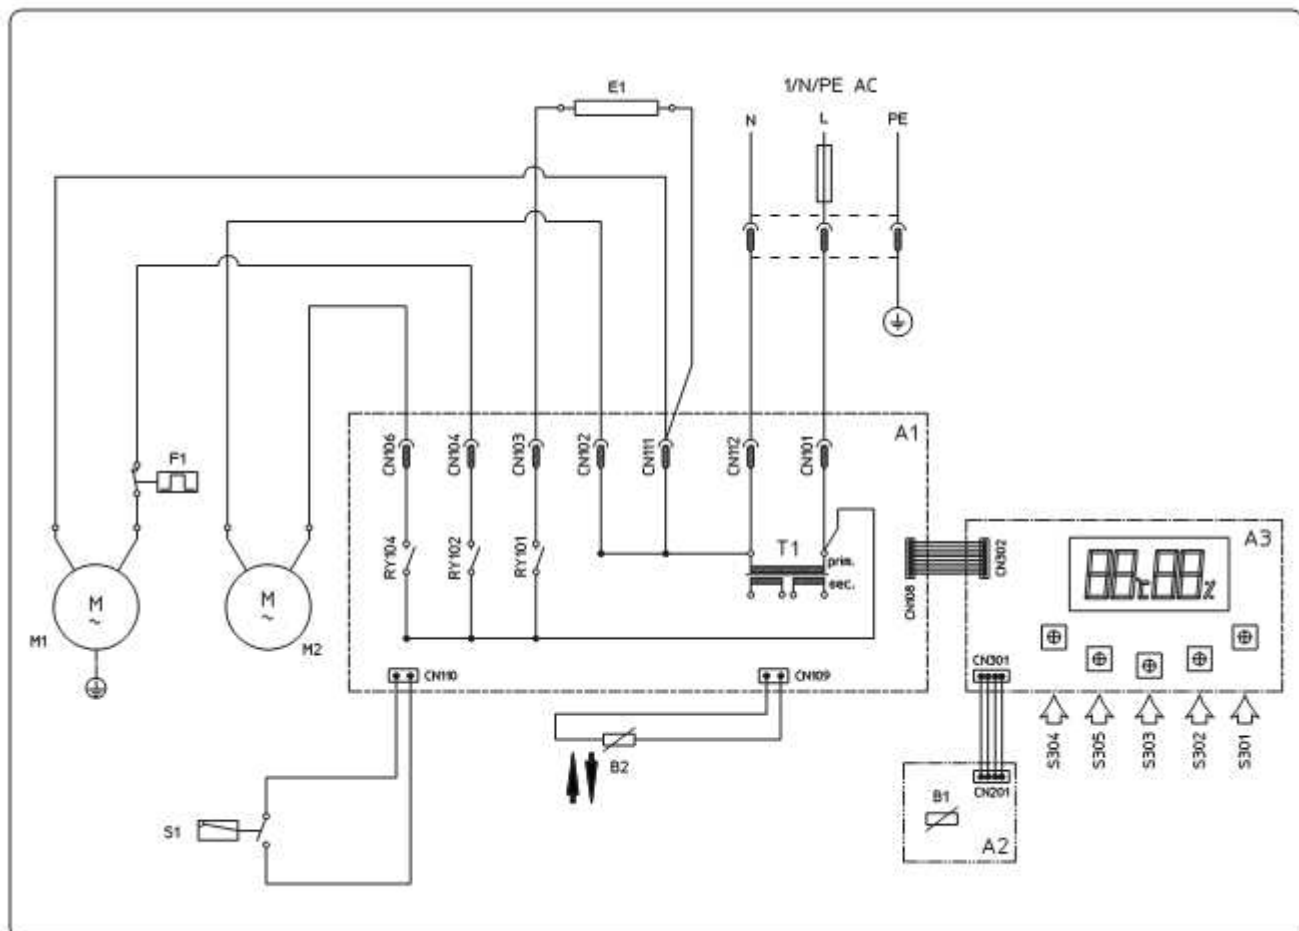 E1
1/N/PE AC
N
L
PE
A1
CN106
CN104
CN103
CN102
CN111
CN112
CN101
F1
RY104
RY102
RY101
T1
prim.
sec.
CN108
CN302
A3
88°C88%
M
~
M1
M
~
M2
CN110
CN109
CN301
S304
S305
S303
S302
S301
B2
CN201
B1
A2
S1